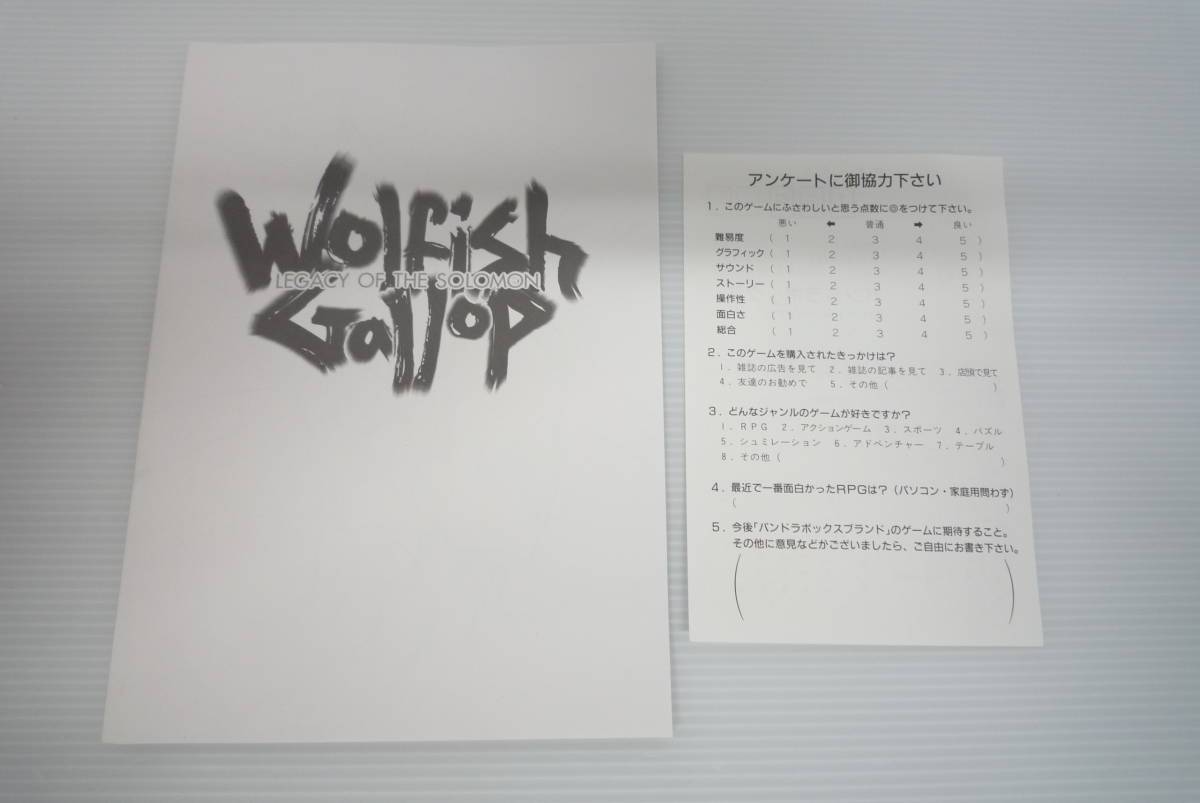 Wolfish
LEGACY OF THE SOLOMON
Gallop
アンケートに御協力下さい
1．このゲームにふさわしいと思う点数に◎をつけて下さい。
悪い ← 普通 → 良い
難易度 ( 1 2 3 4 5 )
グラフィック ( 1 2 3 4 5 )
サウンド ( 1 2 3 4 5 )
ストーリー ( 1 2 3 4 5 )
操作性 ( 1 2 3 4 5 )
面白さ ( 1 2 3 4 5 )
総合 ( 1 2 3 4 5 )
2．このゲームを購入されたきっかけは？
1．雑誌の広告を見て 2．雑誌の記事を見て 3．店頭で見て
4．友達のお勧めで 5．その他（ ）
3．どんなジャンルのゲームが好きですか？
1．RPG 2．アクションゲーム 3．スポーツ 4．パズル
5．シュミレーション 6．アドベンチャー 7．テーブル
8．その他（ ）
4．最近で一番面白かったRPGは？（パソコン・家庭用問わず）
（ ）
5．今後「パンドラボックスブランド」のゲームに期待すること。
その他に意見などがございましたら、ご自由にお書き下さい。
（ ）